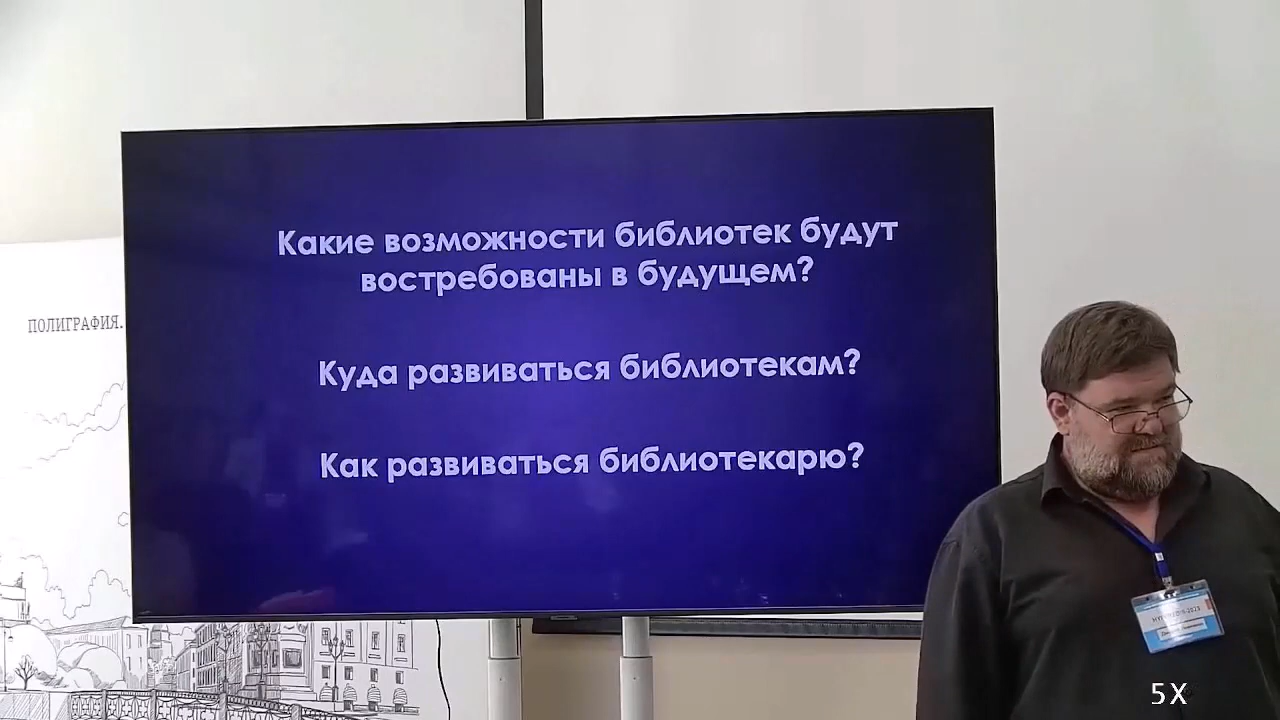 Какие возможности библиотек будут
востребованы в будущем?
Куда развиваться библиотекам?
Как развиваться библиотекарю?
ПОЛИГРАФИЯ.
5X